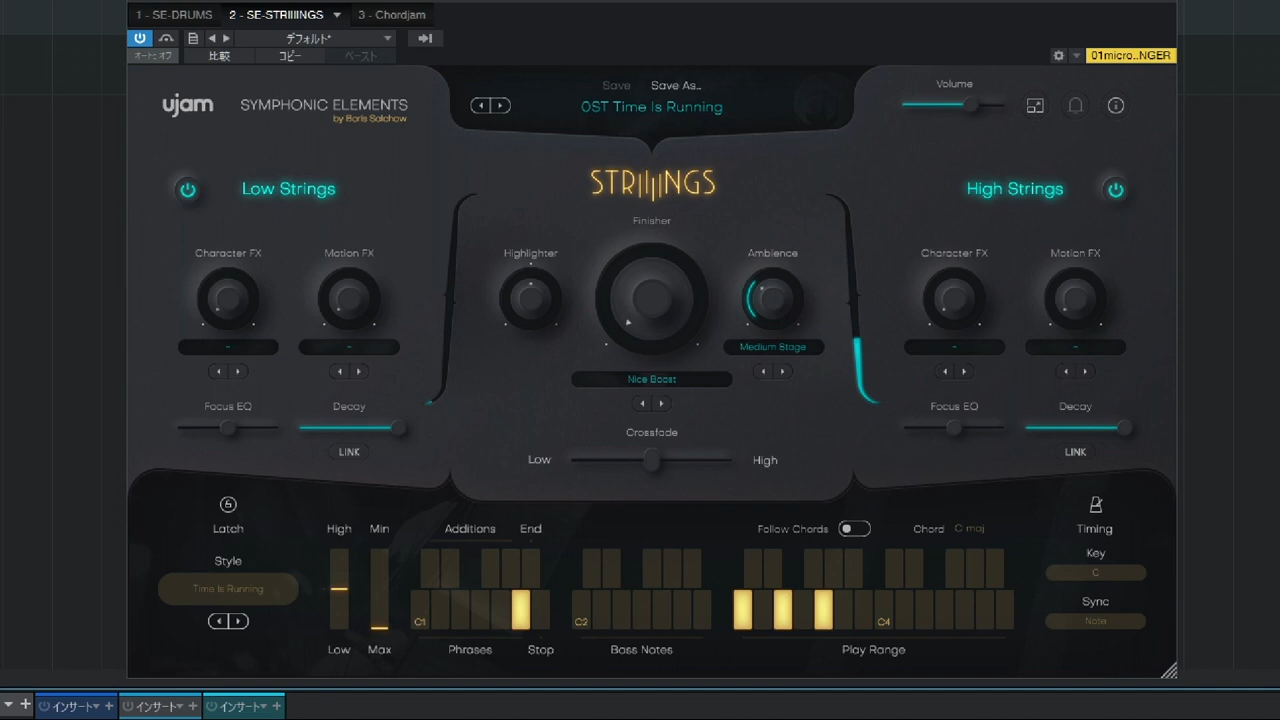 1 - SE-DRUMS 2 - SE-STRIIIINGS 3 - Chordjam
デフォルト*
オート: オフ 比較 コピー ペースト 01micro..NGER
ujam SYMPHONIC ELEMENTS
by Boris Salchow
Save Save As...
OST Time Is Running
Volume
Low Strings STRIIIINGS High Strings
Finisher
Character FX Motion FX Highlighter Ambience Character FX Motion FX
- - Medium Stage - -
Nice Boost
Focus EQ Decay Focus EQ Decay
Crossfade
LINK Low High LINK
Latch High Min Additions End Follow Chords Chord C maj Timing
Key
Style
C
Time Is Running
Sync
C1 C2 C4 Note
Low Max Phrases Stop Bass Notes Play Range
インサート インサート インサート